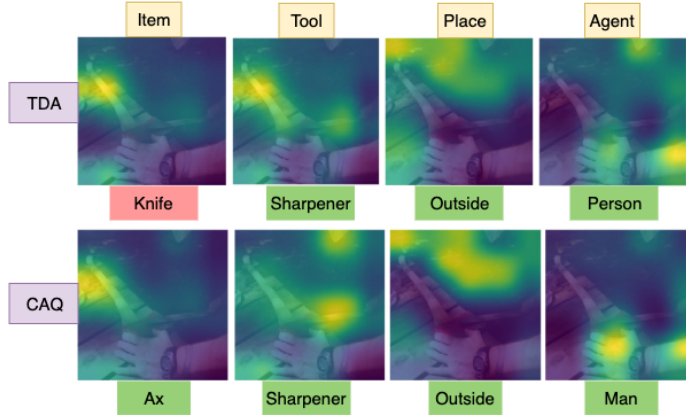 Item Tool Place Agent
TDA
Knife Sharpener Outside Person
CAQ
Ax Sharpener Outside Man